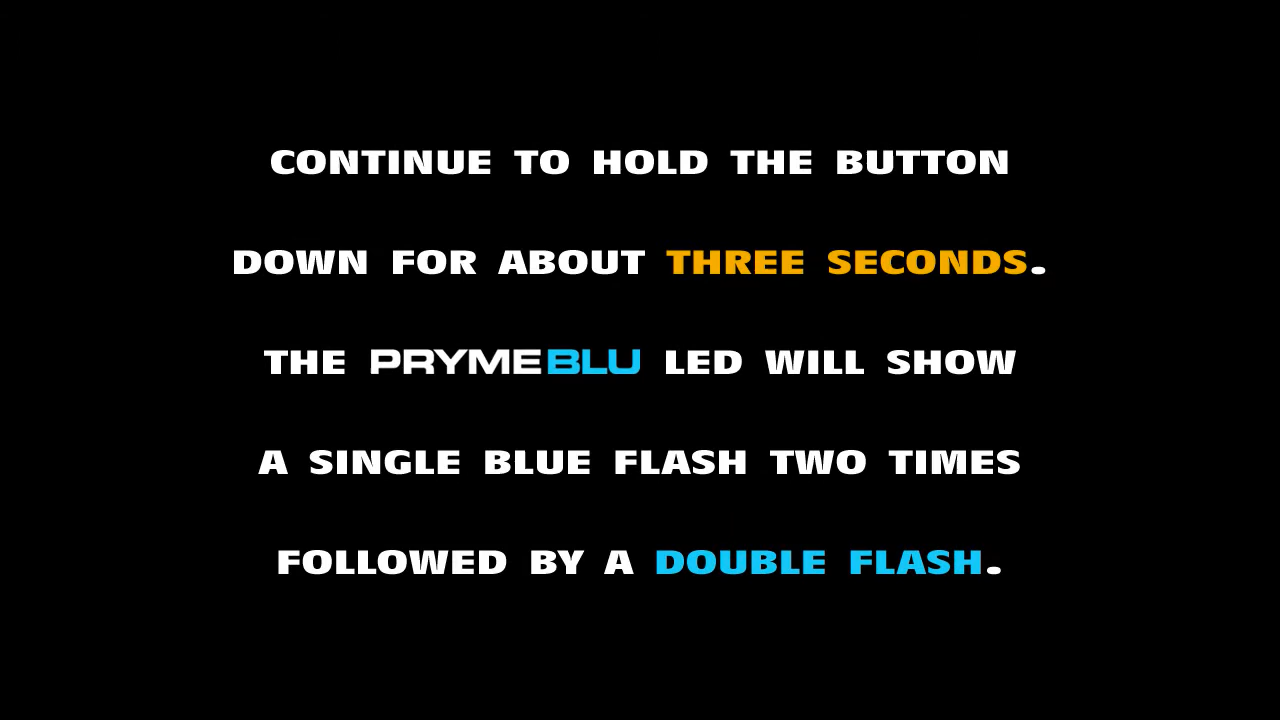 CONTINUE TO HOLD THE BUTTON
DOWN FOR ABOUT THREE SECONDS.
THE PRYMEBLU LED WILL SHOW
A SINGLE BLUE FLASH TWO TIMES
FOLLOWED BY A DOUBLE FLASH.